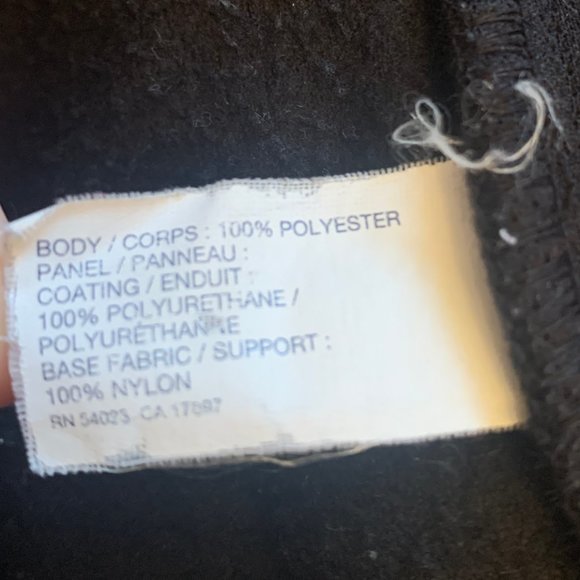 BODY / CORPS : 100% POLYESTER
PANEL / PANNEAU :
COATING / ENDUIT :
100% POLYURETHANE /
POLYURÉTHANNE
BASE FABRIC / SUPPORT :
100% NYLON
RN 54023 CA 17897